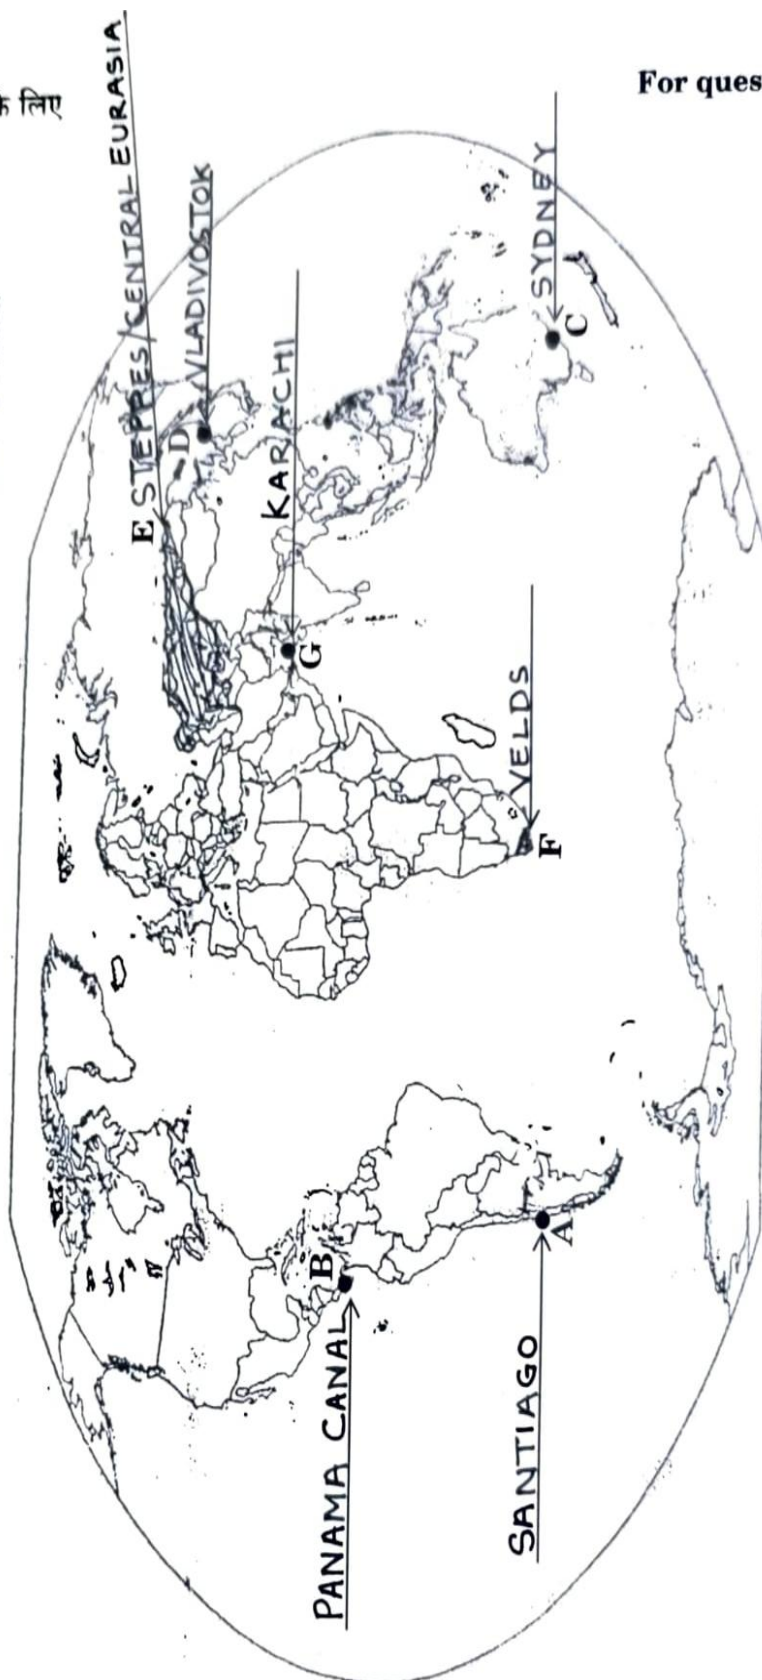 के लिए
For ques
E STEPPES/CENTRAL EURASIA
D
VLADIVOSTOK
KARACHI
G
SYDNEY
C
VELDS
F
B
PANAMA CANAL
A
SANTIAGO